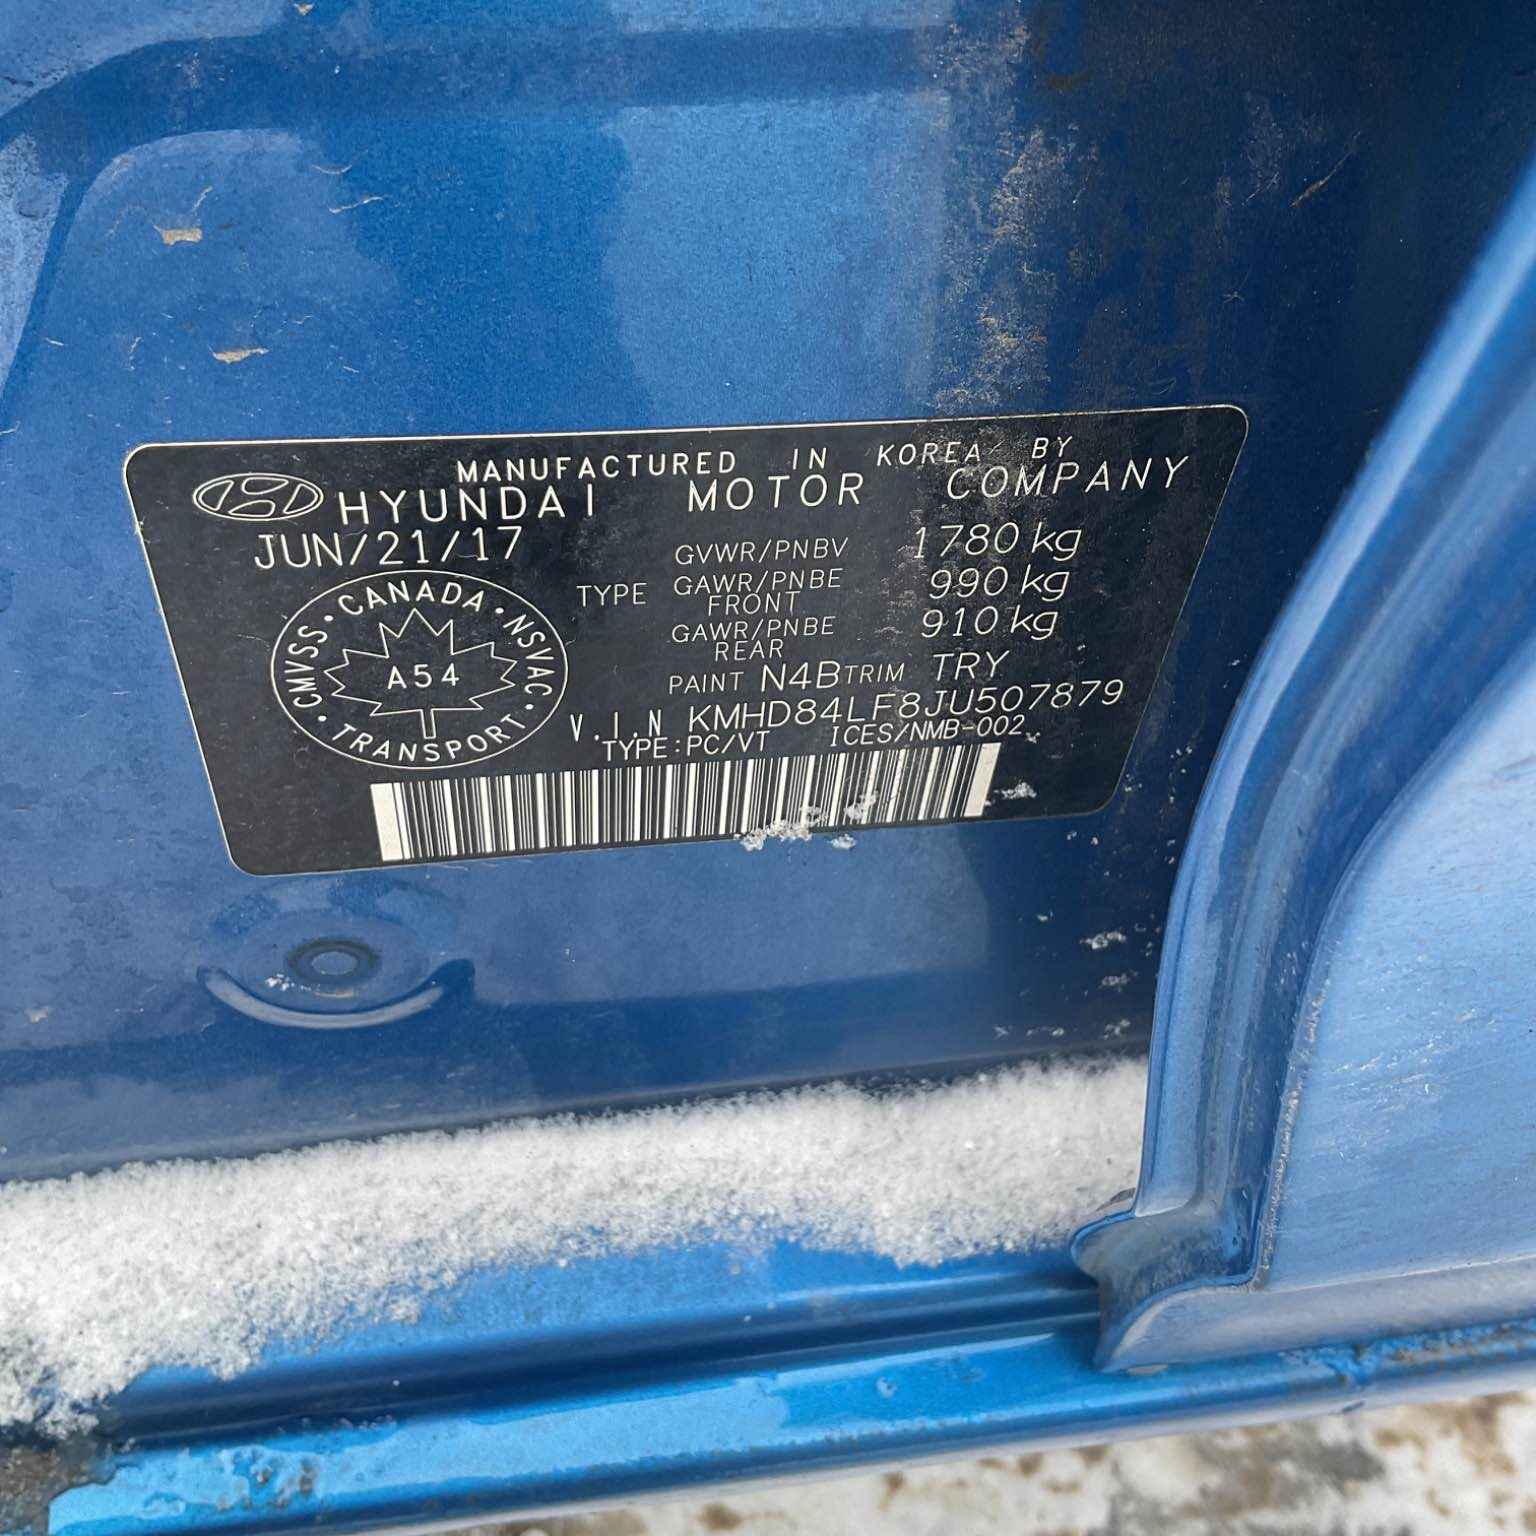 MANUFACTURED IN KOREA BY
HYUNDAI MOTOR COMPANY
JUN/21/17
GVWR/PNBV 1780 kg
TYPE GAWR/PNBE FRONT 990 kg
GAWR/PNBE REAR 910 kg
PAINT N4B TRIM TRY
V.I.N KMHD84LF8JU507879
TYPE:PC/VT ICES/NMB-002
CANADA · NSVAC · TRANSPORT · CMVSS ·
A54